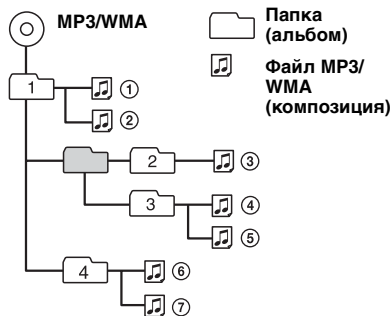 MP3/WMA
Папка
(альбом)
Файл MP3/
WMA
(композиция)
1
①
②
2
③
3
④
⑤
4
⑥
⑦